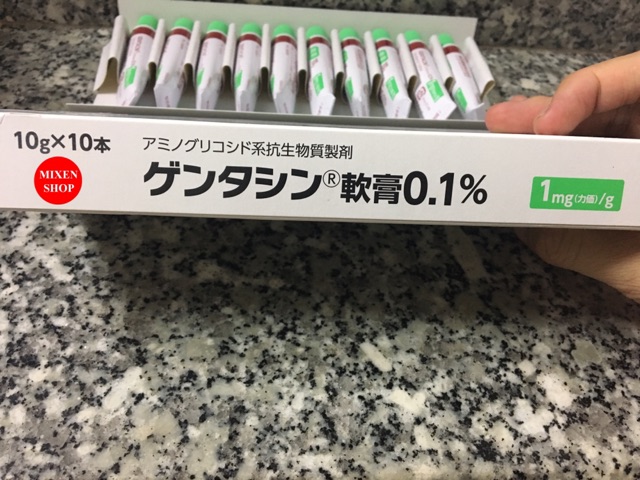 10g×10本
MIXEN
SHOP
アミノグリコシド系抗生物質製剤
ゲンタシン®軟膏0.1%
1mg(力価)/g